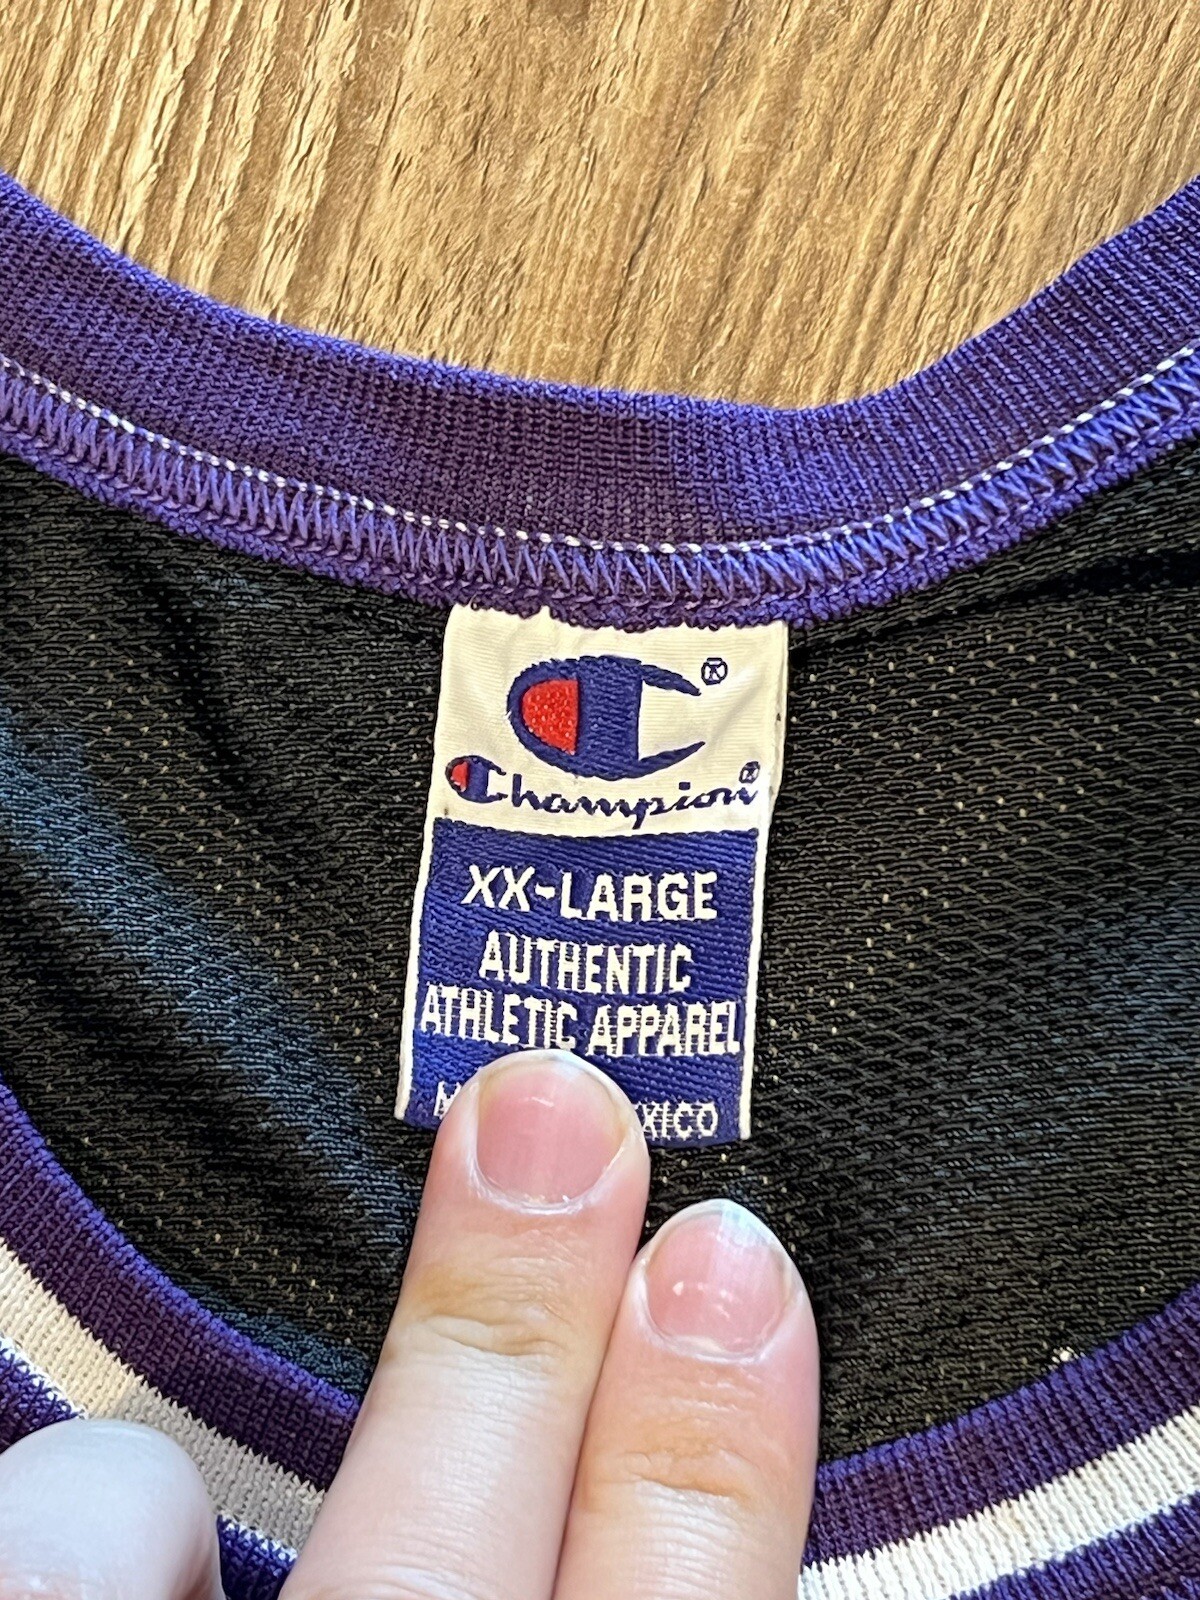 ®
Champion®
XX-LARGE
AUTHENTIC
ATHLETIC APPAREL